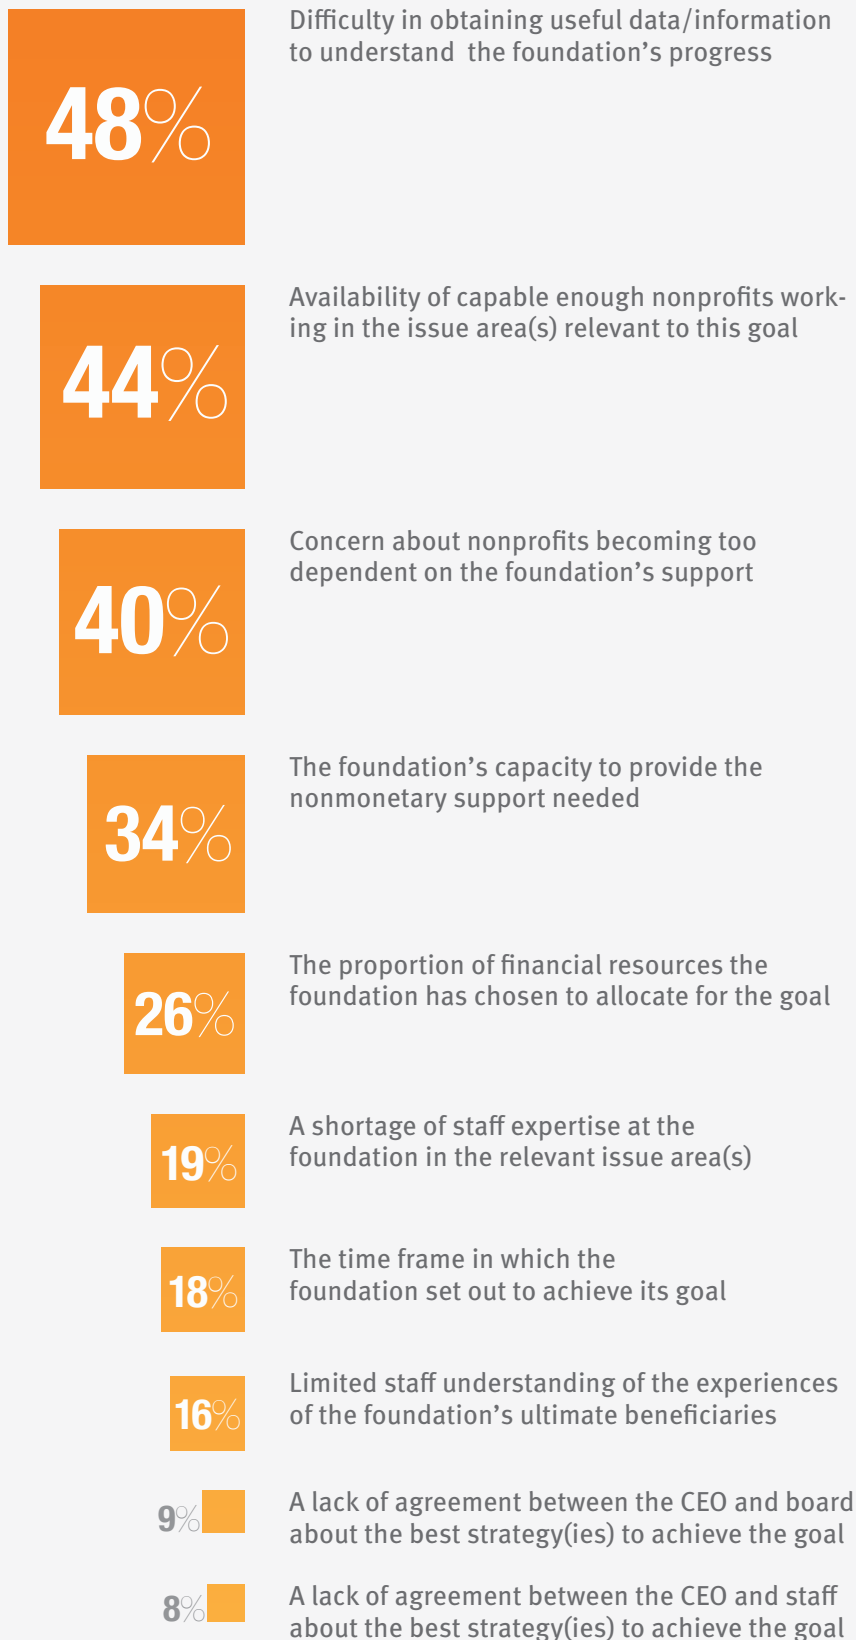 48%
Difficulty in obtaining useful data/information
to understand the foundation’s progress
44%
Availability of capable enough nonprofits work-
ing in the issue area(s) relevant to this goal
40%
Concern about nonprofits becoming too
dependent on the foundation’s support
34%
The foundation’s capacity to provide the
nonmonetary support needed
26%
The proportion of financial resources the
foundation has chosen to allocate for the goal
19%
A shortage of staff expertise at the
foundation in the relevant issue area(s)
18%
The time frame in which the
foundation set out to achieve its goal
16%
Limited staff understanding of the experiences
of the foundation’s ultimate beneficiaries
9%
A lack of agreement between the CEO and board
about the best strategy(ies) to achieve the goal
8%
A lack of agreement between the CEO and staff
about the best strategy(ies) to achieve the goal